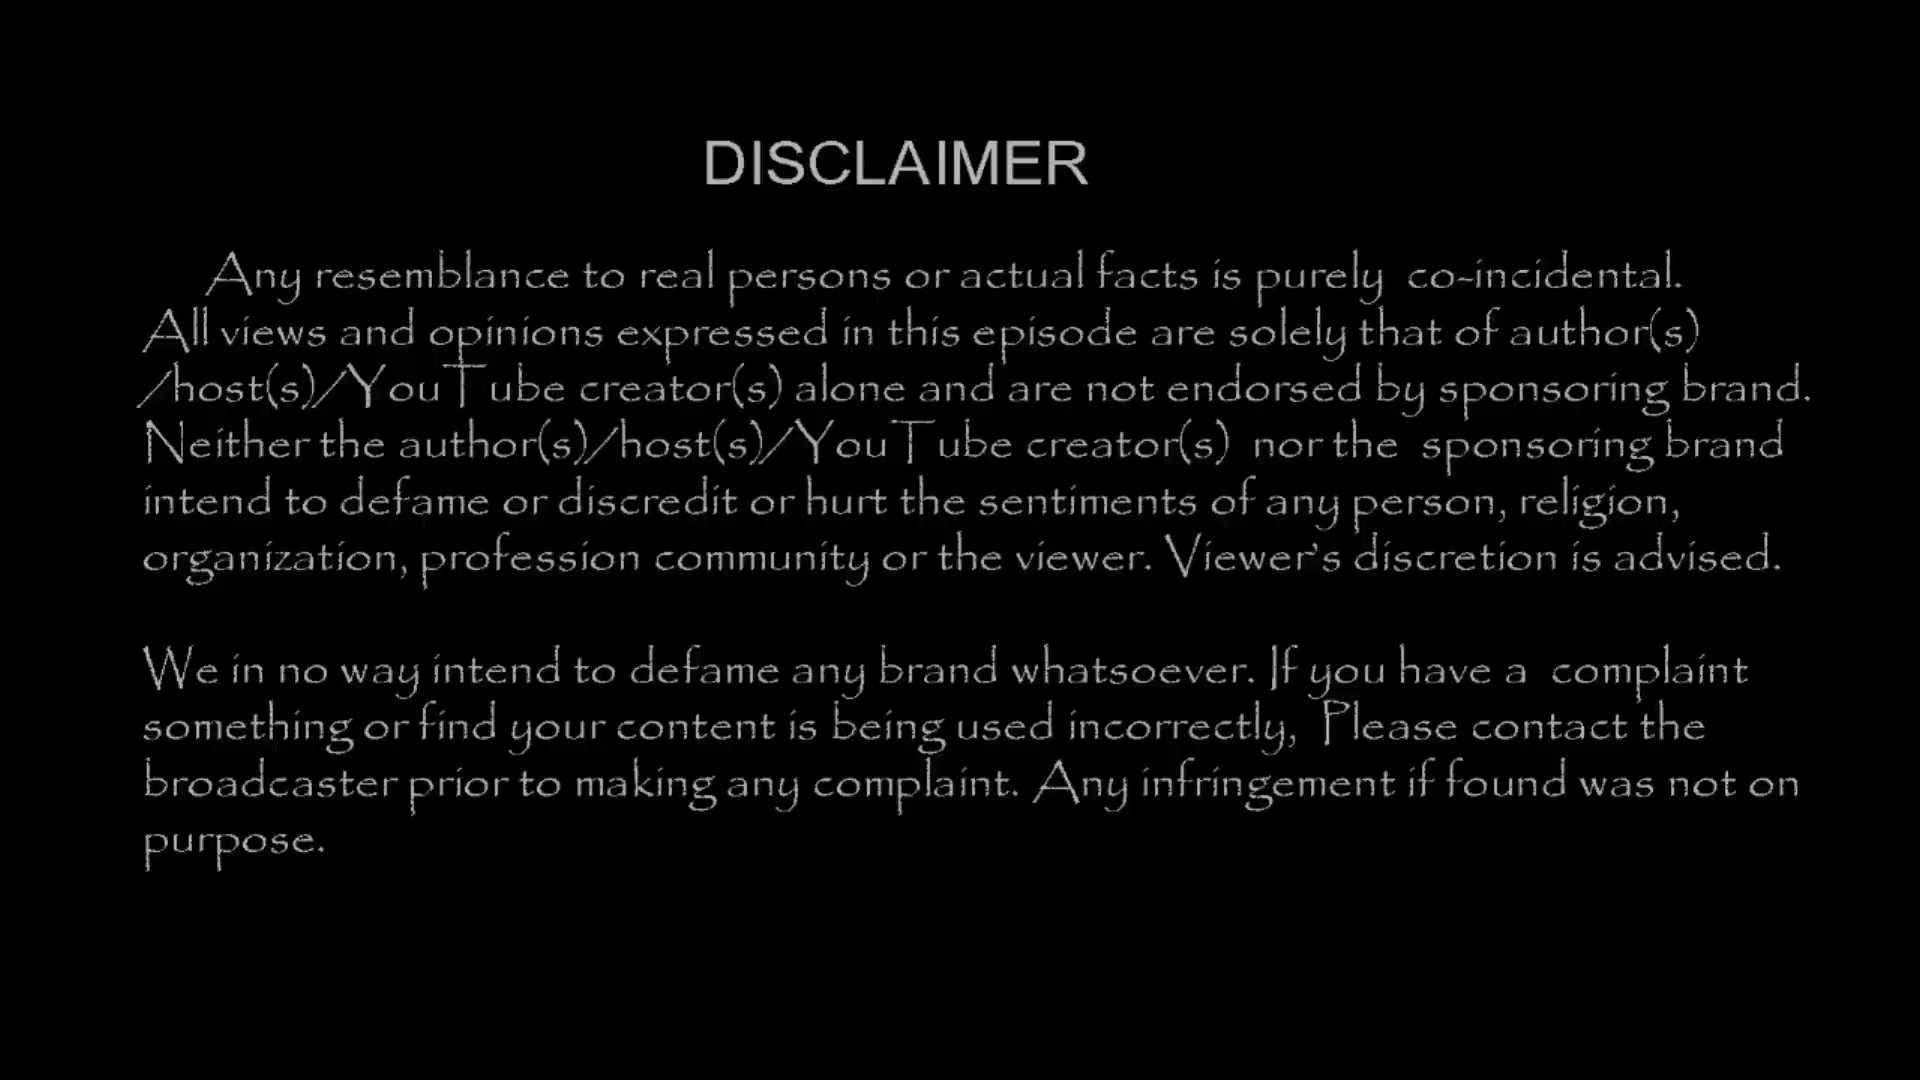 DISCLAIMER
Any resemblance to real persons or actual facts is purely co-incidental.
All views and opinions expressed in this episode are solely that of author(s)
/host(s)/YouTube creator(s) alone and are not endorsed by sponsoring brand.
Neither the author(s)/host(s)/YouTube creator(s) nor the sponsoring brand
intend to defame or discredit or hurt the sentiments of any person, religion,
organization, profession community or the viewer. Viewer's discretion is advised.
We in no way intend to defame any brand whatsoever. If you have a complaint
something or find your content is being used incorrectly, Please contact the
broadcaster prior to making any complaint. Any infringement if found was not on
purpose.